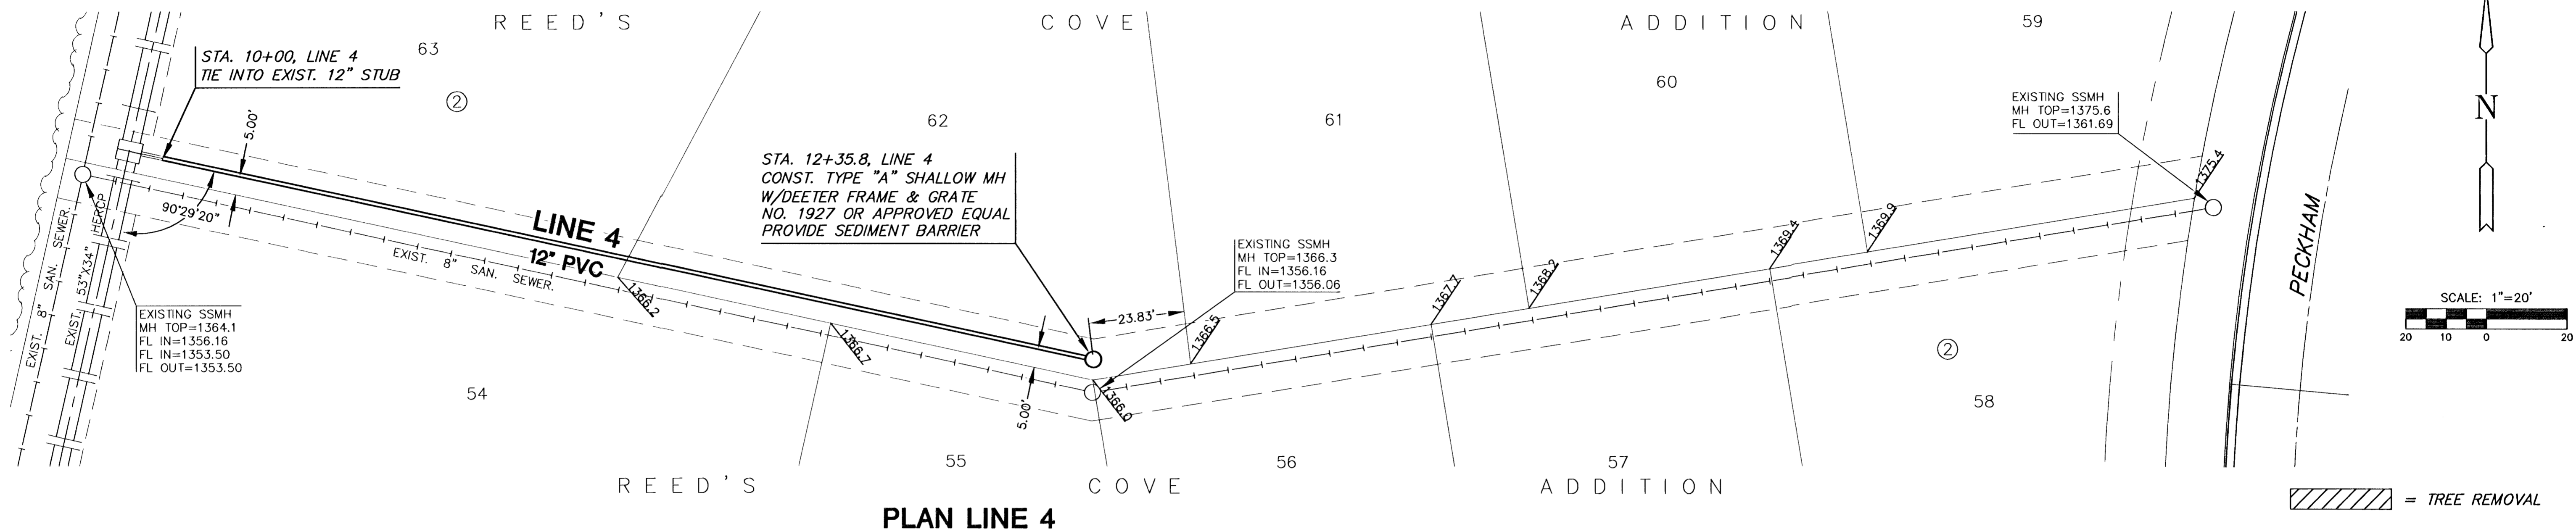 REED'S COVE ADDITION
63
59
STA. 10+00, LINE 4
TIE INTO EXIST. 12" STUB
②
5.00'
62
61
60
EXISTING SSMH
MH TOP=1375.6
FL OUT=1361.69
N
STA. 12+35.8, LINE 4
CONST. TYPE "A" SHALLOW MH
W/DEETER FRAME & GRATE
NO. 1927 OR APPROVED EQUAL
PROVIDE SEDIMENT BARRIER
1375.4
90°29'20"
LINE 4
12" PVC
EXIST. 8" SAN. SEWER.
EXIST. 8" SAN. SEWER.
EXIST. 53"X34" HERCP
EXISTING SSMH
MH TOP=1366.3
FL IN=1356.16
FL OUT=1356.06
1369.4
1369.9
PECKHAM
1366.2
1367.7
1368.2
23.83'
1366.5
SCALE: 1"=20'
20 10 0 20
EXISTING SSMH
MH TOP=1364.1
FL IN=1356.16
FL IN=1353.50
FL OUT=1353.50
1366.7
②
54
5.00'
1366.0
58
55
56
57
REED'S COVE ADDITION
= TREE REMOVAL
PLAN LINE 4